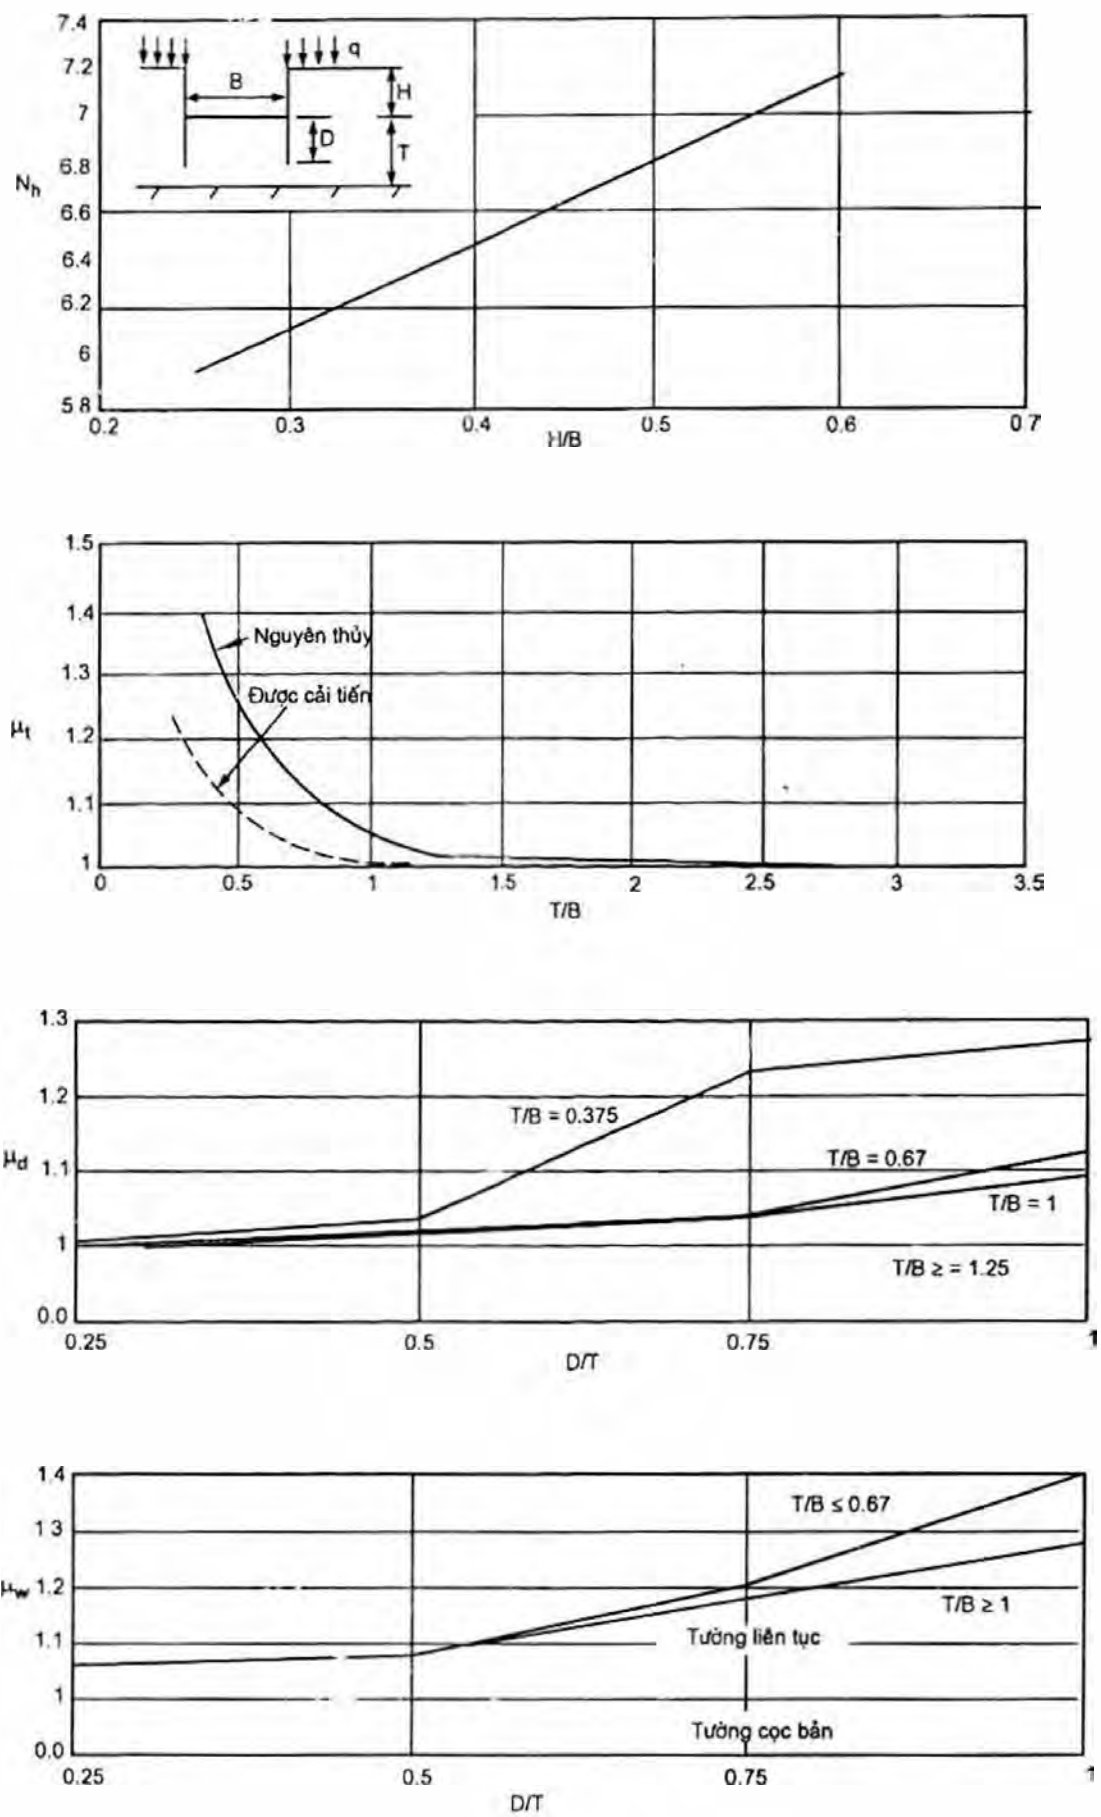 7.4
7.2
7
6.8
6.6
6.4
6.2
6
5.8
N_h
q
B
H
D
T
0.2 0.3 0.4 0.5 0.6 0.7
H/B
1.5
1.4
1.3
1.2
1.1
1
μ_t
Nguyên thủy
Được cải tiến
0 0.5 1 1.5 2 2.5 3 3.5
T/B
1.3
1.2
1.1
1
0.0
μ_d
T/B = 0.375
T/B = 0.67
T/B = 1
T/B ≥ = 1.25
0.25 0.5 0.75 1
D/T
1.4
1 3
1.2
1.1
1
0.0
μ_w
T/B ≤ 0.67
T/B ≥ 1
Tường liên tục
Tường cọc bản
0.25 0.5 0.75 1
D/T